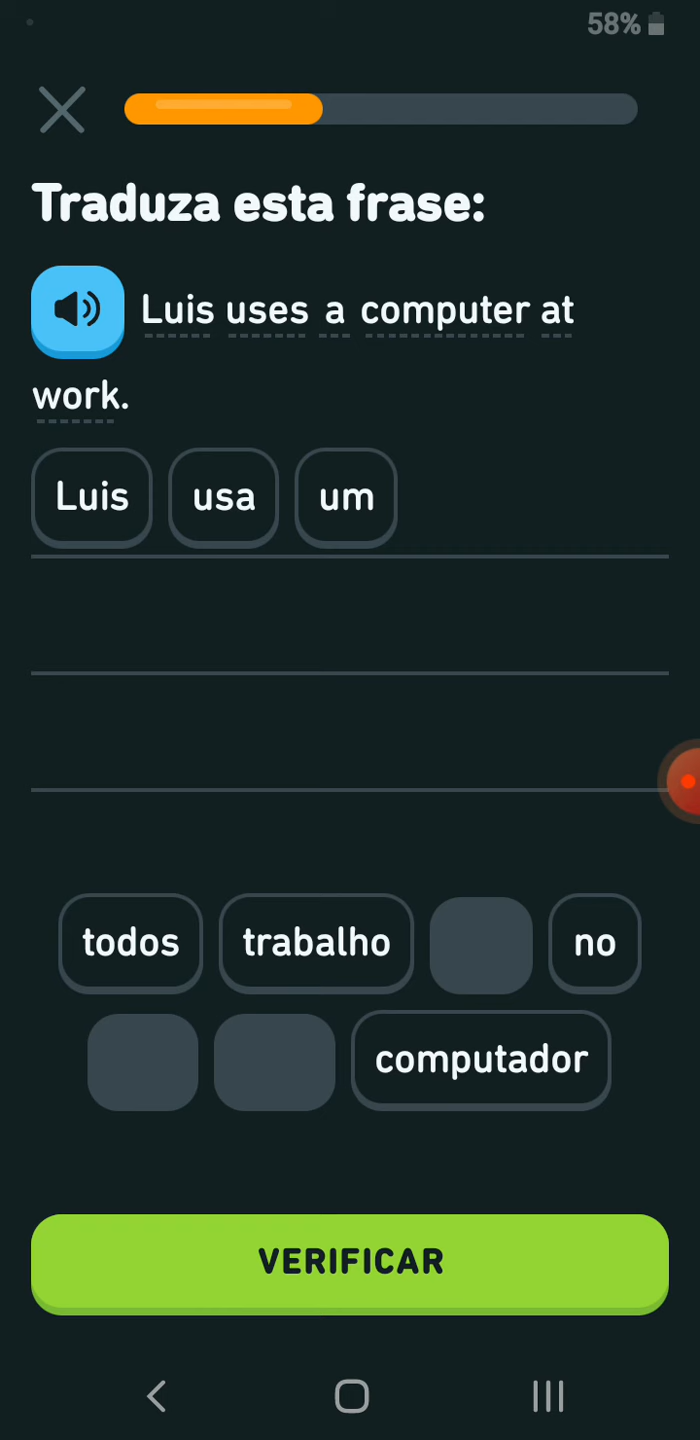 58%
Traduza esta frase:
Luis uses a computer at
work.
Luis usa um
todos trabalho no
computador
VERIFICAR